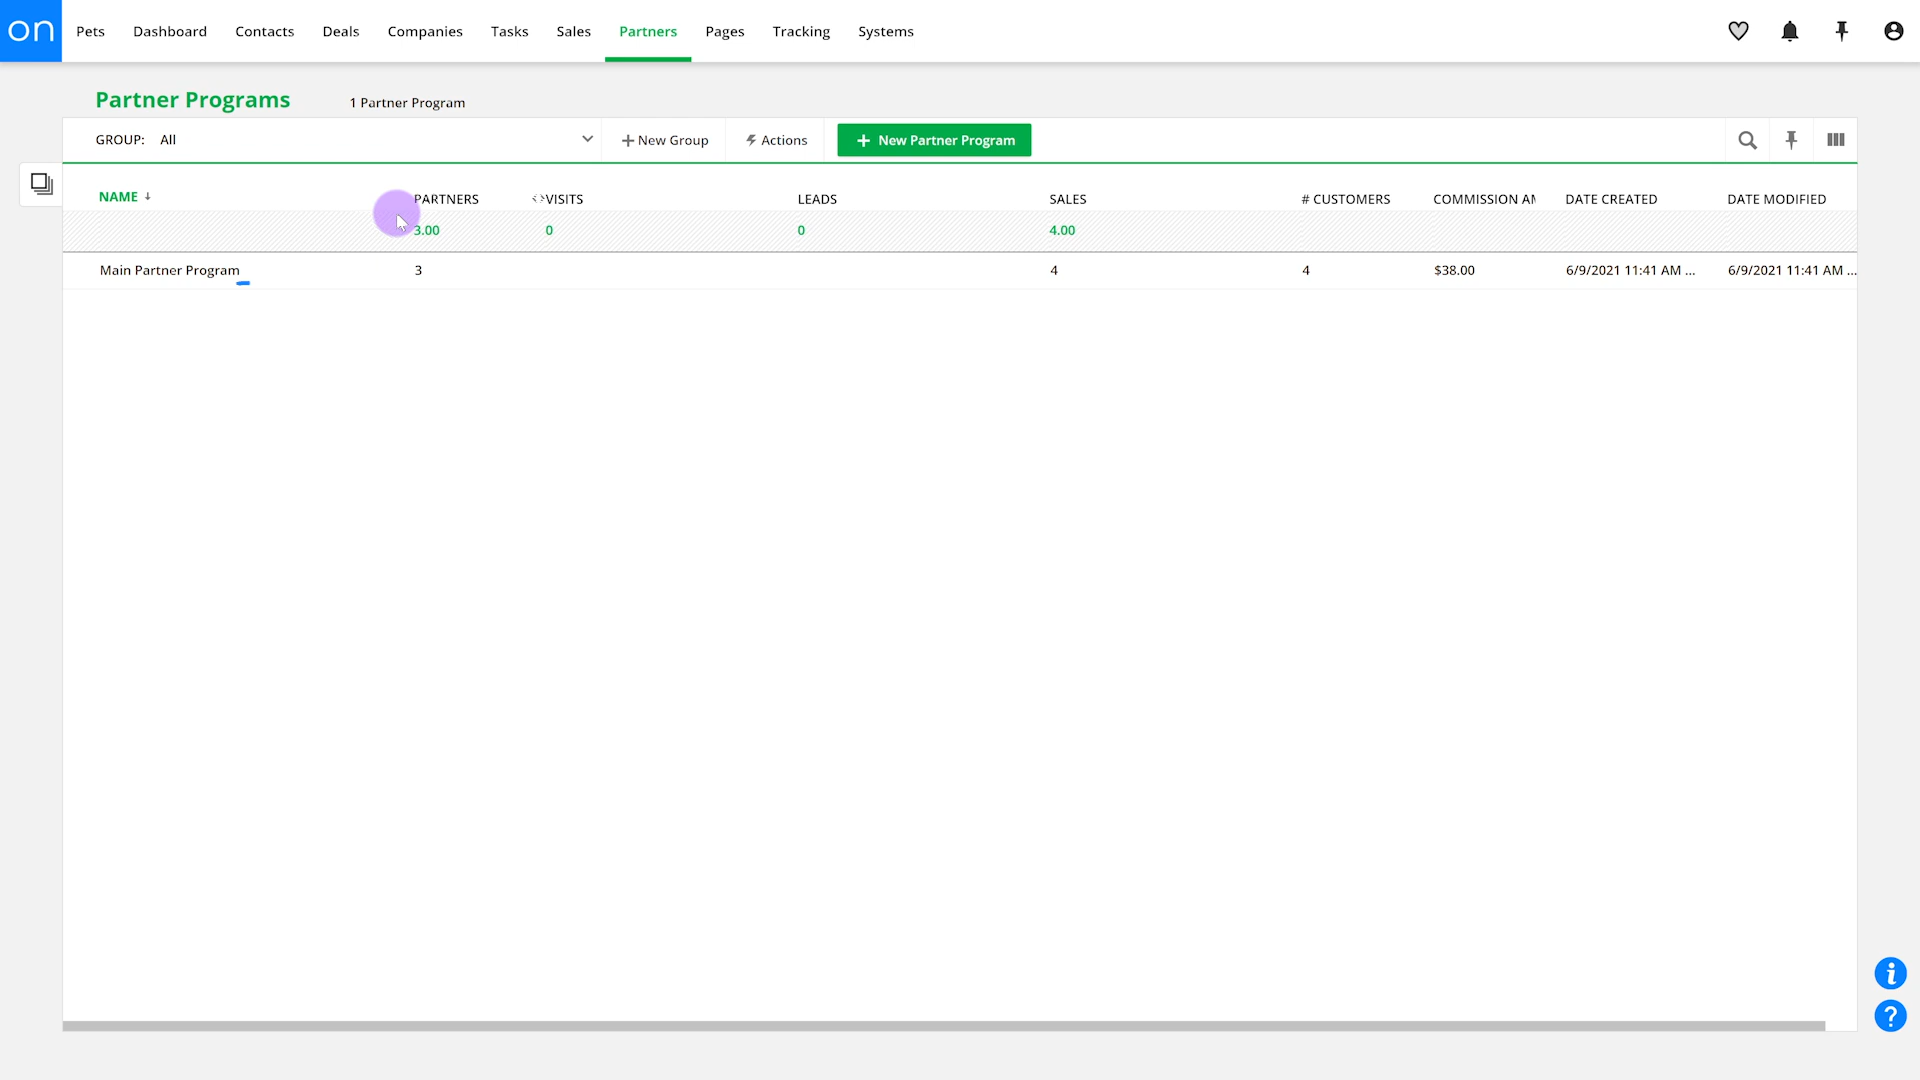 on Pets Dashboard Contacts Deals Companies Tasks Sales Partners Pages Tracking Systems
Partner Programs 1 Partner Program
GROUP: All New Group Actions New Partner Program
NAME PARTNERS VISITS LEADS SALES # CUSTOMERS COMMISSION AM DATE CREATED DATE MODIFIED
3.00 0 0 4.00
Main Partner Program 3 4 4 $38.00 6/9/2021 11:41 AM ... 6/9/2021 11:41 AM ...
i
?